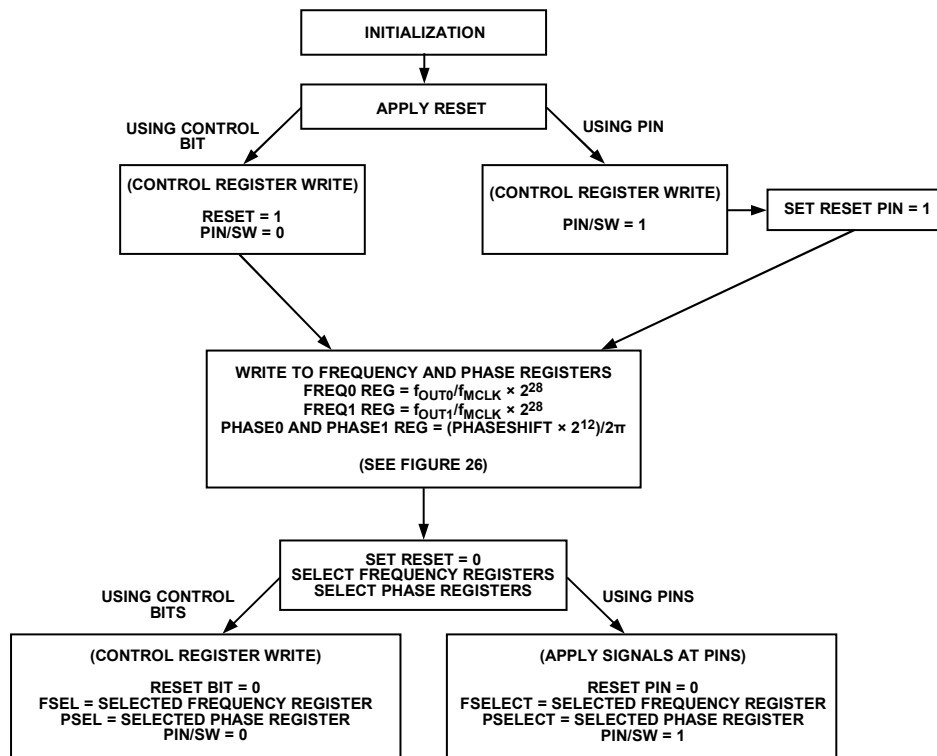 INITIALIZATION
APPLY RESET
USING CONTROL
BIT
USING PIN
(CONTROL REGISTER WRITE)
RESET = 1
PIN/SW = 0
(CONTROL REGISTER WRITE)
PIN/SW = 1
SET RESET PIN = 1
WRITE TO FREQUENCY AND PHASE REGISTERS
FREQ0 REG = fOUT0/fMCLK × 2^28
FREQ1 REG = fOUT1/fMCLK × 2^28
PHASE0 AND PHASE1 REG = (PHASESHIFT × 2^12)/2π
(SEE FIGURE 26)
SET RESET = 0
SELECT FREQUENCY REGISTERS
SELECT PHASE REGISTERS
USING CONTROL
BITS
USING PINS
(CONTROL REGISTER WRITE)
RESET BIT = 0
FSEL = SELECTED FREQUENCY REGISTER
PSEL = SELECTED PHASE REGISTER
PIN/SW = 0
(APPLY SIGNALS AT PINS)
RESET PIN = 0
FSELECT = SELECTED FREQUENCY REGISTER
PSELECT = SELECTED PHASE REGISTER
PIN/SW = 1